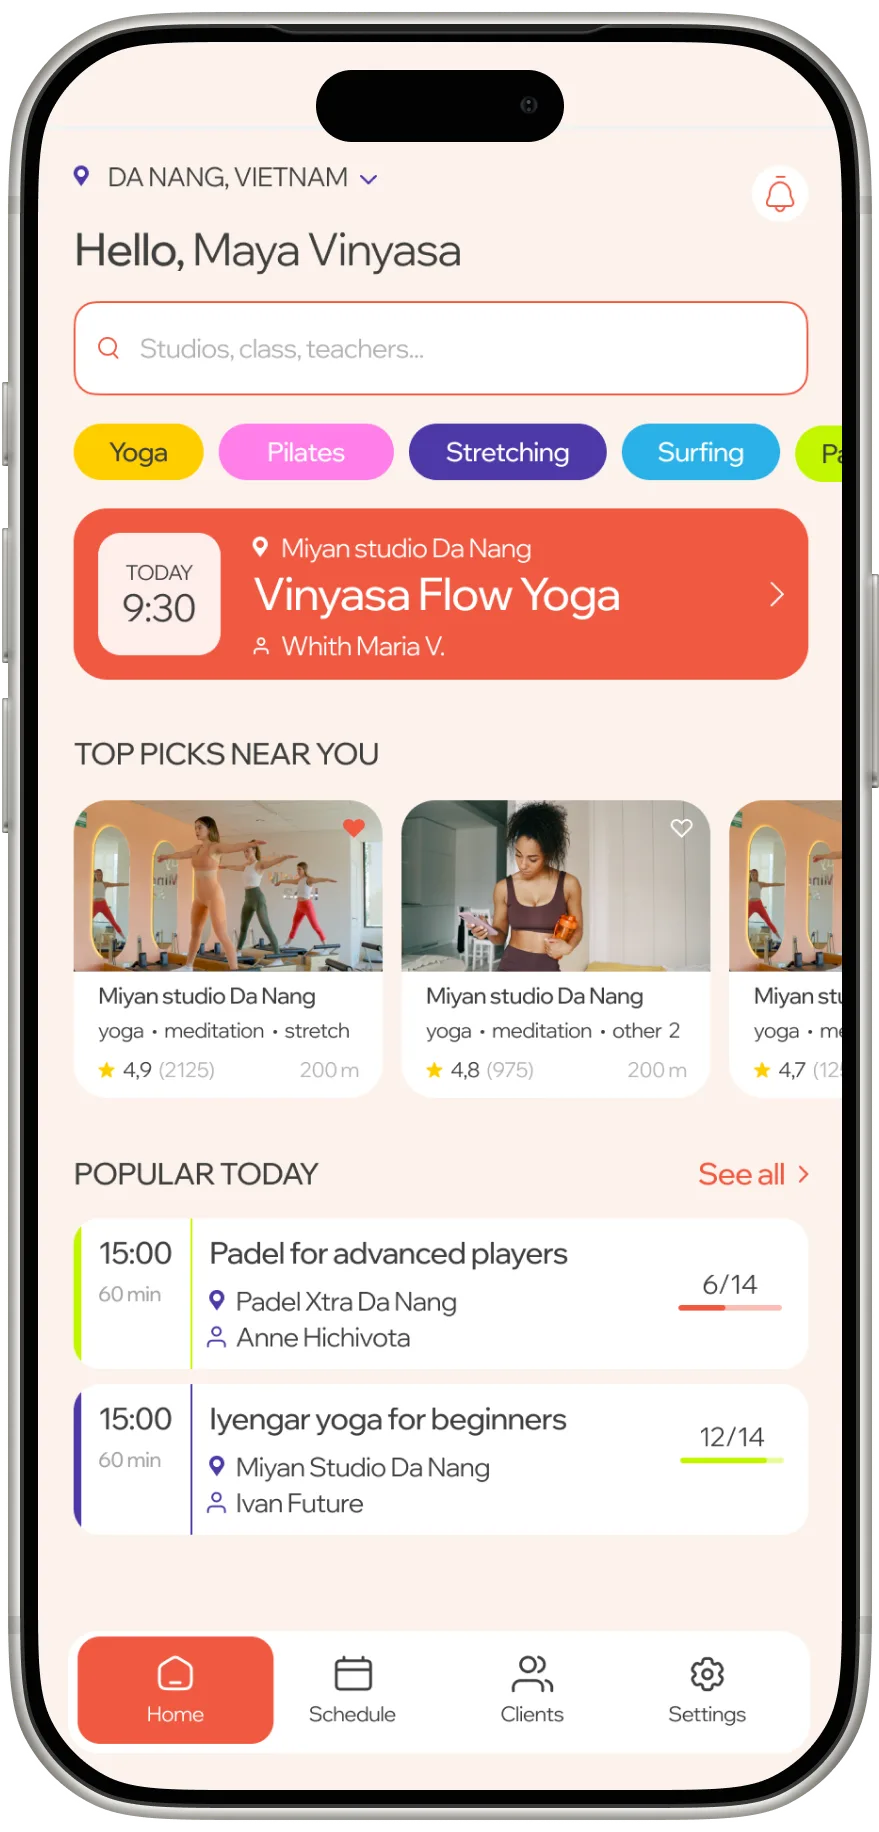 DA NANG, VIETNAM
Hello, Maya Vinyasa
Studios, class, teachers...
Yoga
Pilates
Stretching
Surfing
Pa
TODAY
9:30
Miyan studio Da Nang
Vinyasa Flow Yoga
Whith Maria V.
TOP PICKS NEAR YOU
Miyan studio Da Nang
yoga • meditation • stretch
4,9 (2125)
200 m
Miyan studio Da Nang
yoga • meditation • other 2
4,8 (975)
200 m
Miyan stu
yoga • me
4,7 (125
POPULAR TODAY
See all
15:00
60 min
Padel for advanced players
Padel Xtra Da Nang
Anne Hichivota
6/14
15:00
60 min
Iyengar yoga for beginners
Miyan Studio Da Nang
Ivan Future
12/14
Home
Schedule
Clients
Settings